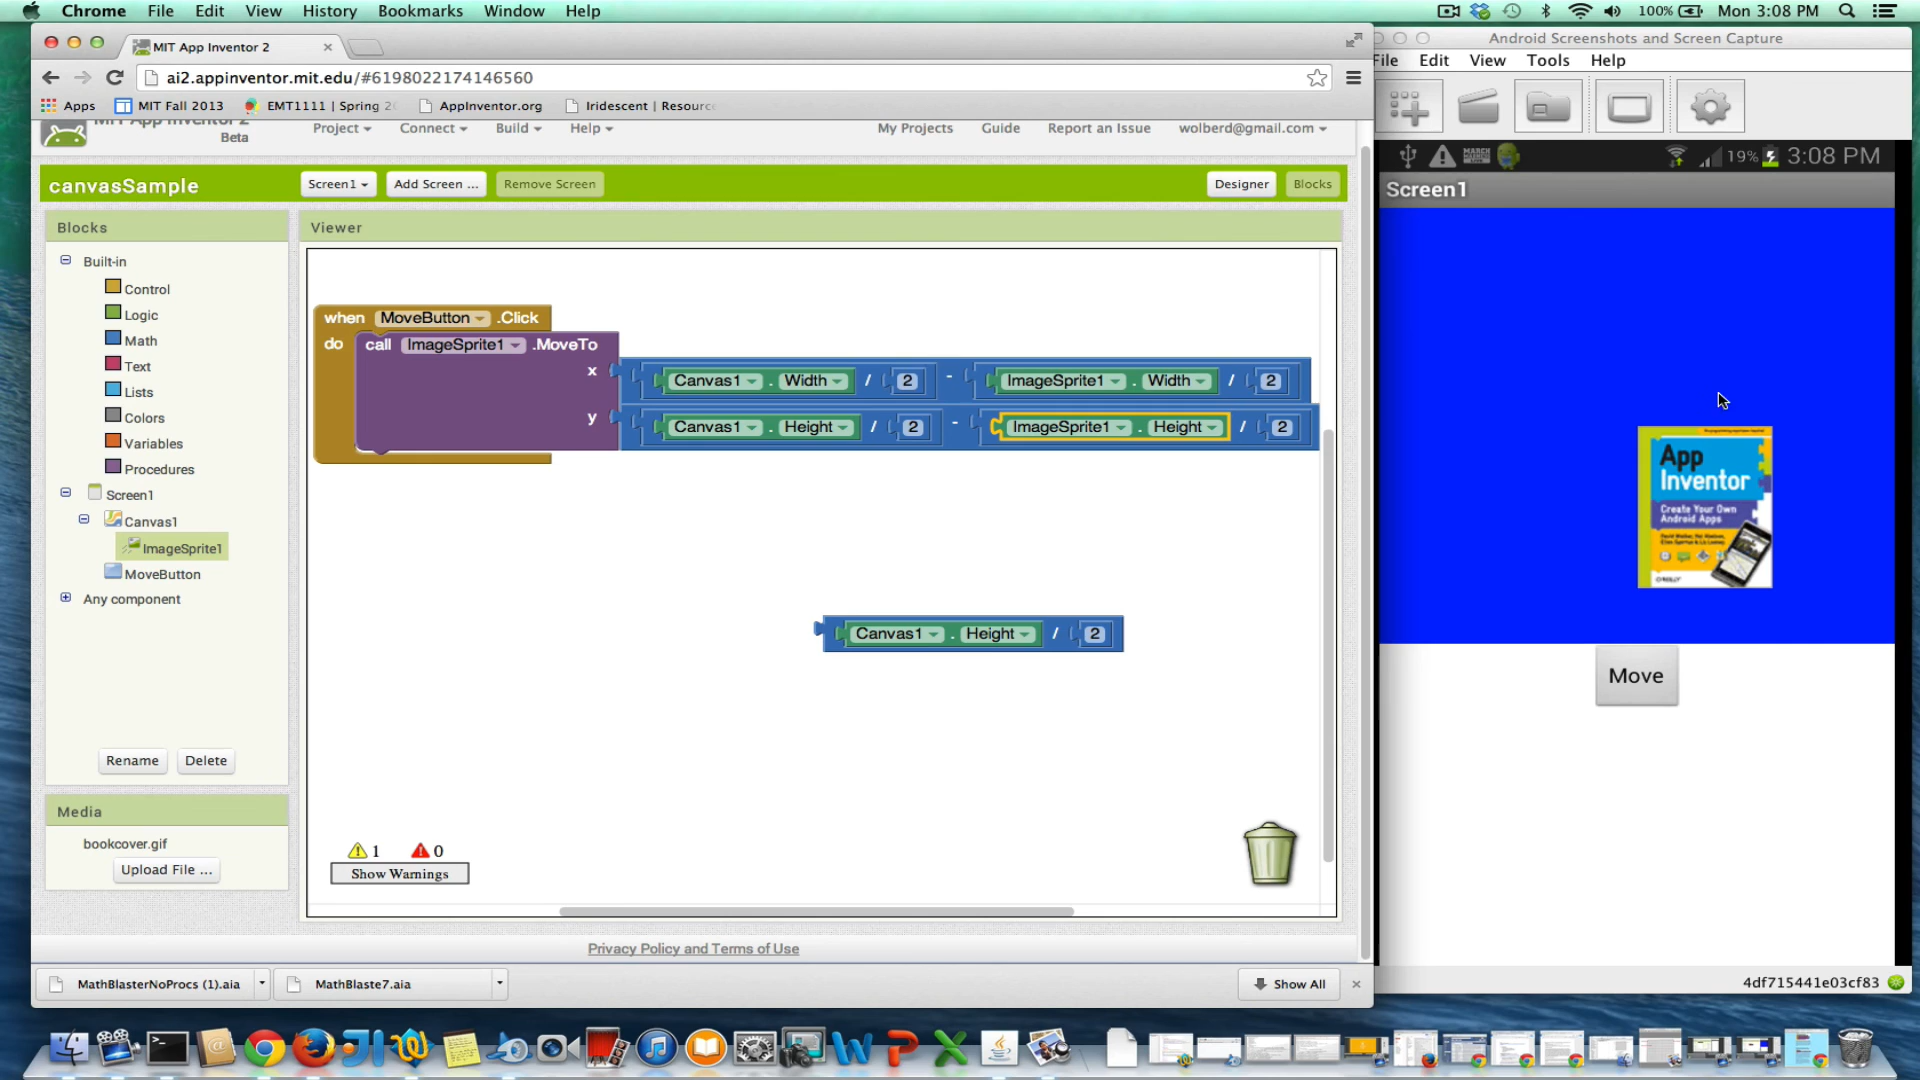 Chrome File Edit View History Bookmarks Window Help 100% Mon 3:08 PM
MIT App Inventor 2
Android Screenshots and Screen Capture
File Edit View Tools Help
ai2.appinventor.mit.edu/#6198022174146560
Apps MIT Fall 2013 EMT1111 | Spring 2 AppInventor.org Iridescent | Resourc
MIT App Inventor 2
Beta
Project Connect Build Help My Projects Guide Report an Issue wolberd@gmail.com
19% 3:08 PM
canvasSample Screen1 Add Screen ... Remove Screen Designer Blocks
Screen1
Blocks
Viewer
Built-in
Control
Logic
Math
Text
Lists
Colors
Variables
Procedures
Screen1
Canvas1
ImageSprite1
MoveButton
Any component
Rename Delete
when MoveButton .Click
do call ImageSprite1 .MoveTo
x Canvas1 . Width / 2 - ImageSprite1 . Width / 2
y Canvas1 . Height / 2 - ImageSprite1 . Height / 2
Canvas1 . Height / 2
App
Inventor
Create Your Own
Android Apps
O'REILLY
Move
Media
bookcover.gif
Upload File ...
1 0
Show Warnings
Privacy Policy and Terms of Use
MathBlasterNoProcs (1).aia MathBlaste7.aia Show All
4df715441e03cf83